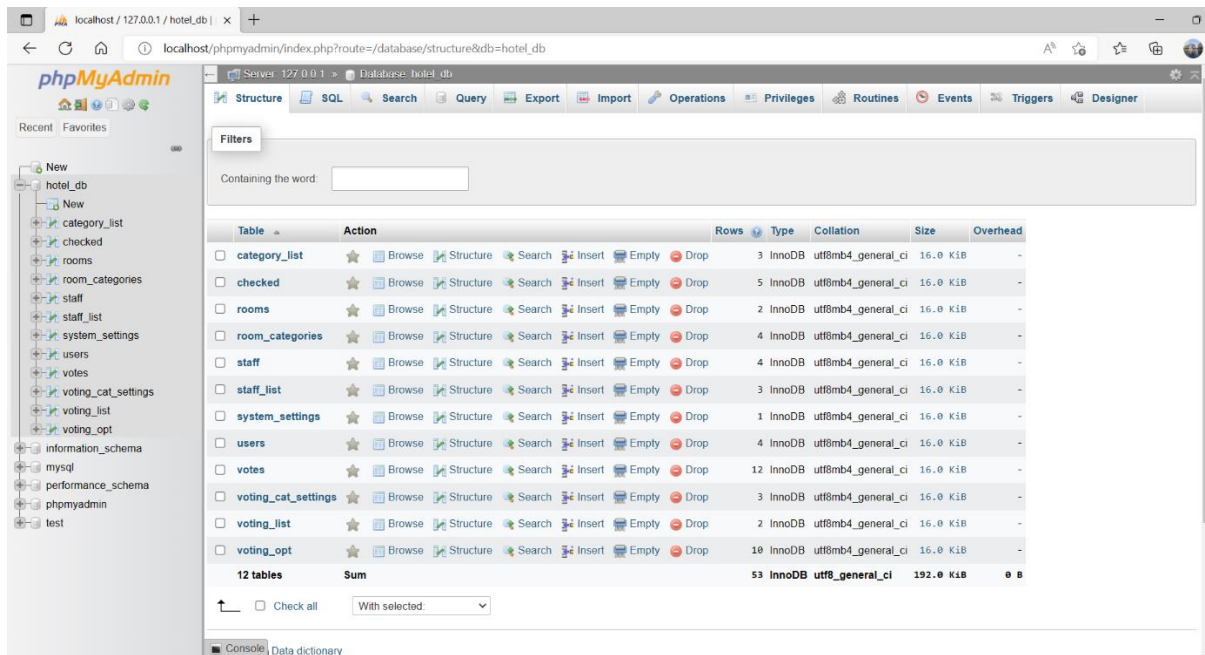 localhost / 127.0.0.1 / hotel_db |
localhost/phpmyadmin/index.php?route=/database/structure&db=hotel_db
phpMyAdmin
Recent Favorites
New
hotel_db
New
category_list
checked
rooms
room_categories
staff
staff_list
system_settings
users
votes
voting_cat_settings
voting_list
voting_opt
information_schema
mysql
performance_schema
phpmyadmin
test
Server: 127.0.0.1 » Database: hotel_db
Structure SQL Search Query Export Import Operations Privileges Routines Events Triggers Designer
Filters
Containing the word:
Table Action Rows Type Collation Size Overhead
category_list Browse Structure Search Insert Empty Drop 3 InnoDB utf8mb4_general_ci 16.0 KiB -
checked Browse Structure Search Insert Empty Drop 5 InnoDB utf8mb4_general_ci 16.0 KiB -
rooms Browse Structure Search Insert Empty Drop 2 InnoDB utf8mb4_general_ci 16.0 KiB -
room_categories Browse Structure Search Insert Empty Drop 4 InnoDB utf8mb4_general_ci 16.0 KiB -
staff Browse Structure Search Insert Empty Drop 4 InnoDB utf8mb4_general_ci 16.0 KiB -
staff_list Browse Structure Search Insert Empty Drop 3 InnoDB utf8mb4_general_ci 16.0 KiB -
system_settings Browse Structure Search Insert Empty Drop 1 InnoDB utf8mb4_general_ci 16.0 KiB -
users Browse Structure Search Insert Empty Drop 4 InnoDB utf8mb4_general_ci 16.0 KiB -
votes Browse Structure Search Insert Empty Drop 12 InnoDB utf8mb4_general_ci 16.0 KiB -
voting_cat_settings Browse Structure Search Insert Empty Drop 3 InnoDB utf8mb4_general_ci 16.0 KiB -
voting_list Browse Structure Search Insert Empty Drop 2 InnoDB utf8mb4_general_ci 16.0 KiB -
voting_opt Browse Structure Search Insert Empty Drop 10 InnoDB utf8mb4_general_ci 16.0 KiB -
12 tables Sum 53 InnoDB utf8_general_ci 192.0 KiB 0 B
Check all With selected:
Console Data dictionary